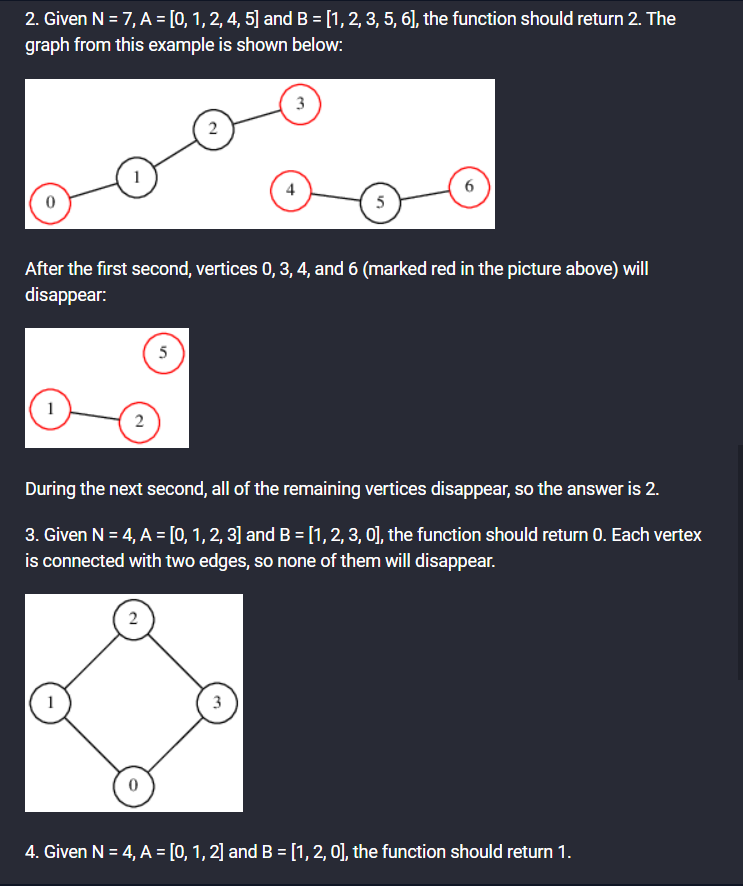 2. Given N = 7, A = [0, 1, 2, 4, 5] and B = [1, 2, 3, 5, 6], the function should return 2. The
graph from this example is shown below:
3
2
1
0
4
5
6
After the first second, vertices 0, 3, 4, and 6 (marked red in the picture above) will
disappear:
5
1
2
During the next second, all of the remaining vertices disappear, so the answer is 2.
3. Given N = 4, A = [0, 1, 2, 3] and B = [1, 2, 3, 0], the function should return 0. Each vertex
is connected with two edges, so none of them will disappear.
2
1
3
0
4. Given N = 4, A = [0, 1, 2] and B = [1, 2, 0], the function should return 1.